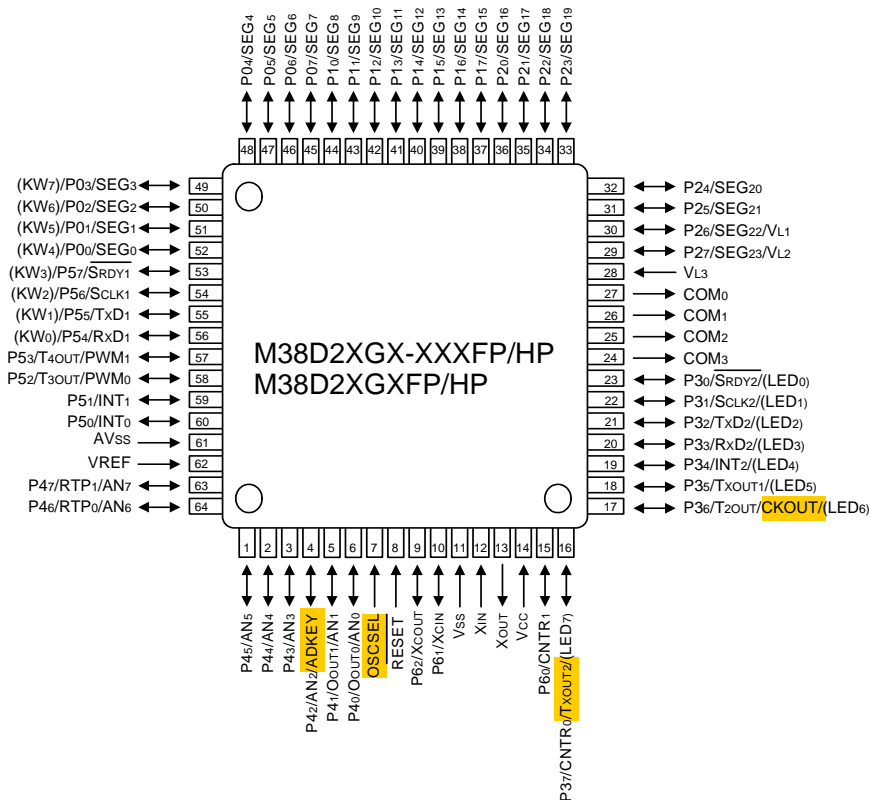 P04/SEG4
P05/SEG5
P06/SEG6
P07/SEG7
P10/SEG8
P11/SEG9
P12/SEG10
P13/SEG11
P14/SEG12
P15/SEG13
P16/SEG14
P17/SEG15
P20/SEG16
P21/SEG17
P22/SEG18
P23/SEG19
48 47 46 45 44 43 42 41 40 39 38 37 36 35 34 33
(KW7)/P03/SEG3 49
(KW6)/P02/SEG2 50
(KW5)/P01/SEG1 51
(KW4)/P00/SEG0 52
(KW3)/P57/SRDY1 53
(KW2)/P56/SCLK1 54
(KW1)/P55/TXD1 55
(KW0)/P54/RXD1 56
P53/T4OUT/PWM1 57
P52/T3OUT/PWM0 58
P51/INT1 59
P50/INT0 60
AVSS 61
VREF 62
P47/RTP1/AN7 63
P46/RTP0/AN6 64
M38D2XGX-XXXFP/HP
M38D2XGXFP/HP
32 P24/SEG20
31 P25/SEG21
30 P26/SEG22/VL1
29 P27/SEG23/VL2
28 VL3
27 COM0
26 COM1
25 COM2
24 COM3
23 P30/SRDY2/(LED0)
22 P31/SCLK2/(LED1)
21 P32/TXD2/(LED2)
20 P33/RXD2/(LED3)
19 P34/INT2/(LED4)
18 P35/TXOUT1/(LED5)
17 P36/T2OUT/CKOUT/(LED6)
1 2 3 4 5 6 7 8 9 10 11 12 13 14 15 16
P45/AN5
P44/AN4
P43/AN3
P42/AN2/ADKEY
P41/OOUT1/AN1
P40/OOUT0/AN0
OSCSEL
RESET
P62/XCOUT
P61/XCIN
VSS
XIN
XOUT
VCC
P60/CNTR1
P37/CNTR0/TXOUT2/(LED7)